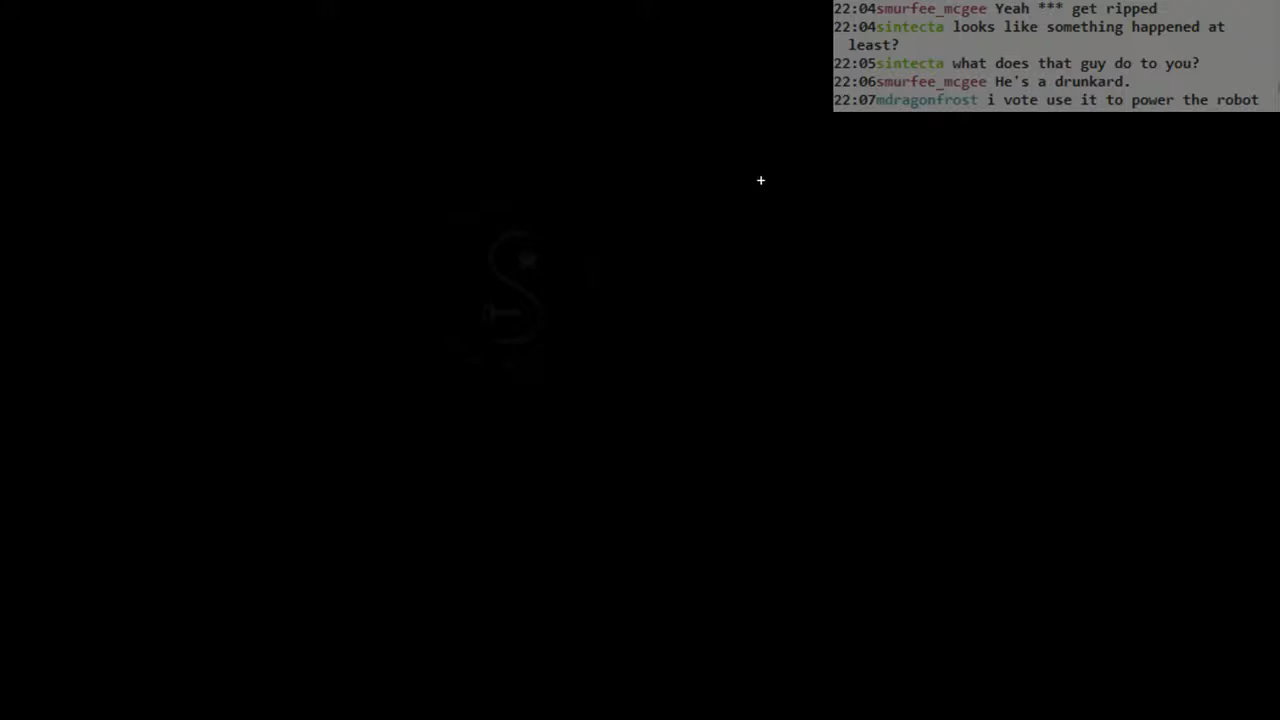 22:04smurfee_mcgee Yeah *** get ripped
22:04sintecta looks like something happened at
least?
22:05sintecta what does that guy do to you?
22:06smurfee_mcgee He's a drunkard.
22:07mdragonfrost i vote use it to power the robot
S